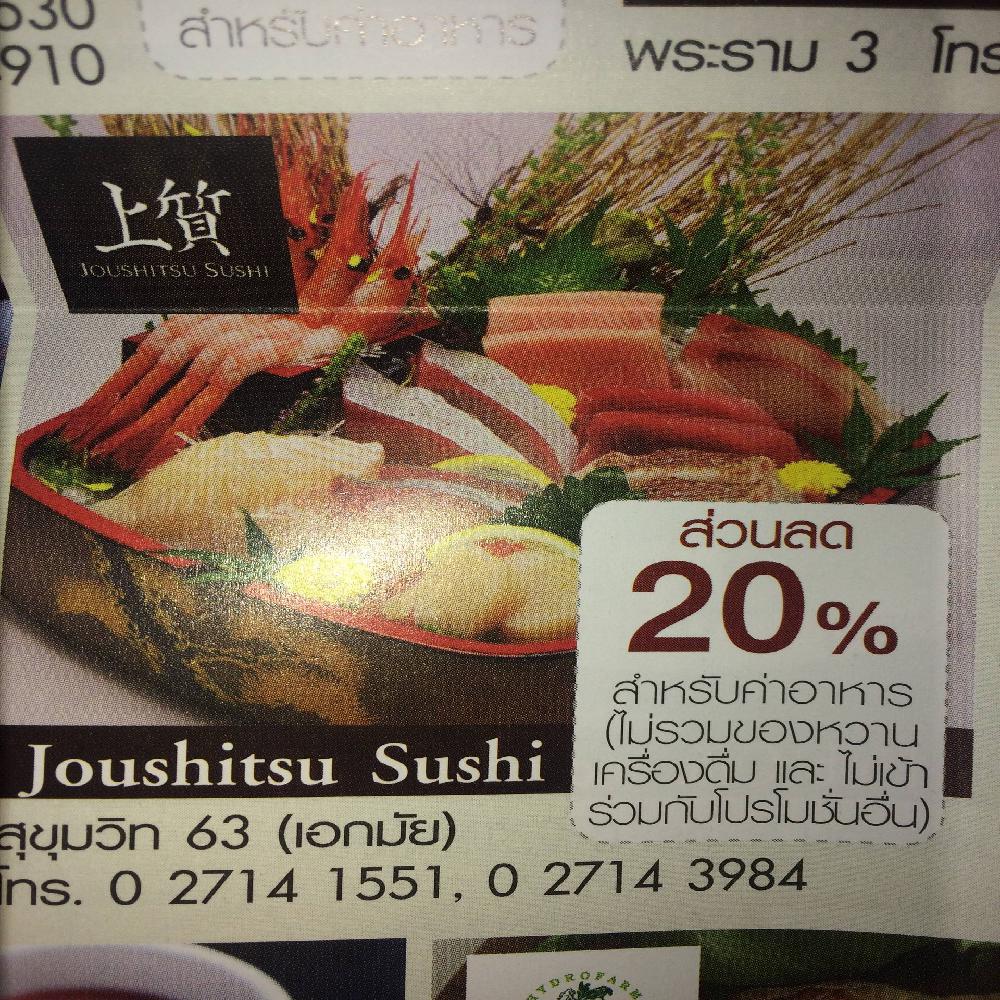 530
910
สำหรับค่าอาหาร
พระราม 3 โทร
上質
JOUSHITSU SUSHI
ส่วนลด
20%
สำหรับค่าอาหาร
(ไม่รวมของหวาน
เครื่องดื่ม และ ไม่เข้า
ร่วมกับโปรโมชั่นอื่น)
Joushitsu Sushi
สุขุมวิท 63 (เอกมัย)
โทร. 0 2714 1551, 0 2714 3984
HYDROFARM